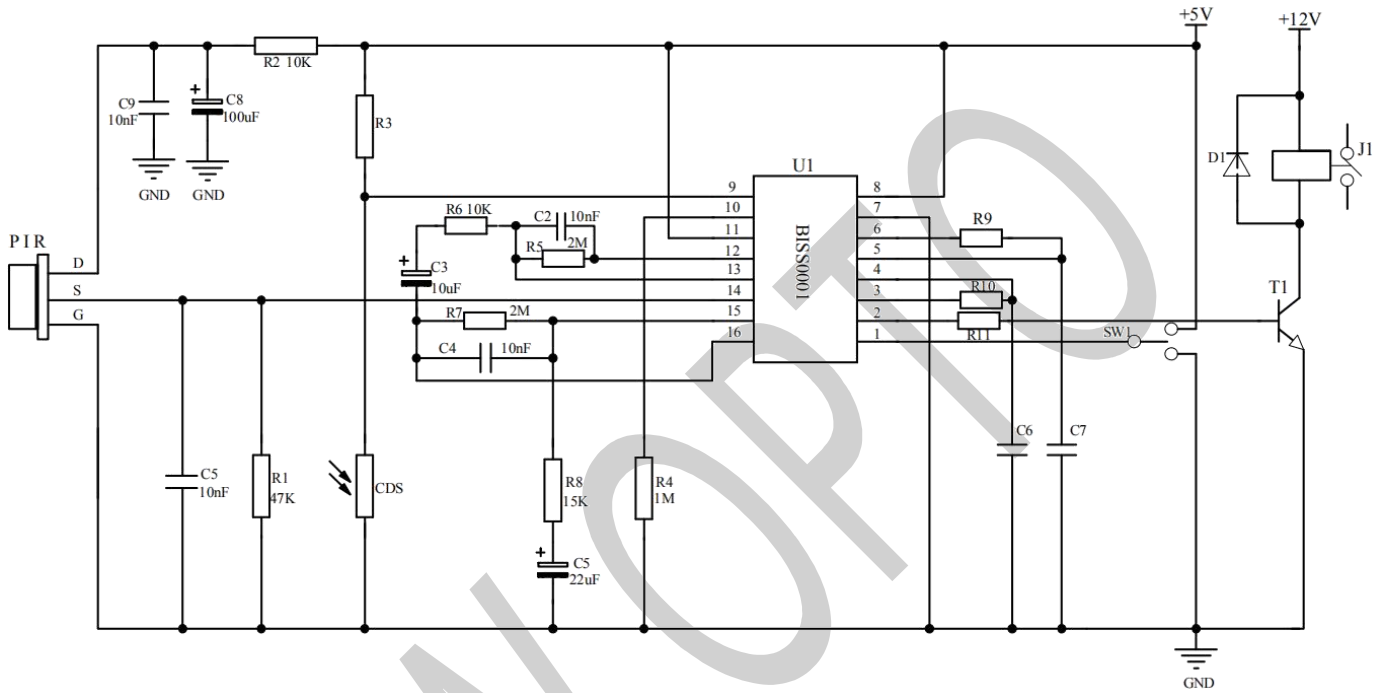 +5V
+12V
R2 10K
C9
10nF
C8
100uF
R3
GND
GND
D1
J1
U1
BISS0001
9
10
11
12
13
14
15
16
8
7
6
5
4
3
2
1
R6 10K
C2
10nF
R5
2M
C3
10uF
R7
2M
C4
10nF
R9
R10
R11
SW1
T1
PIR
D
S
G
C5
10nF
R1
47K
CDS
R8
15K
R4
1M
C6
C7
C5
22uF
GND
W OPTO